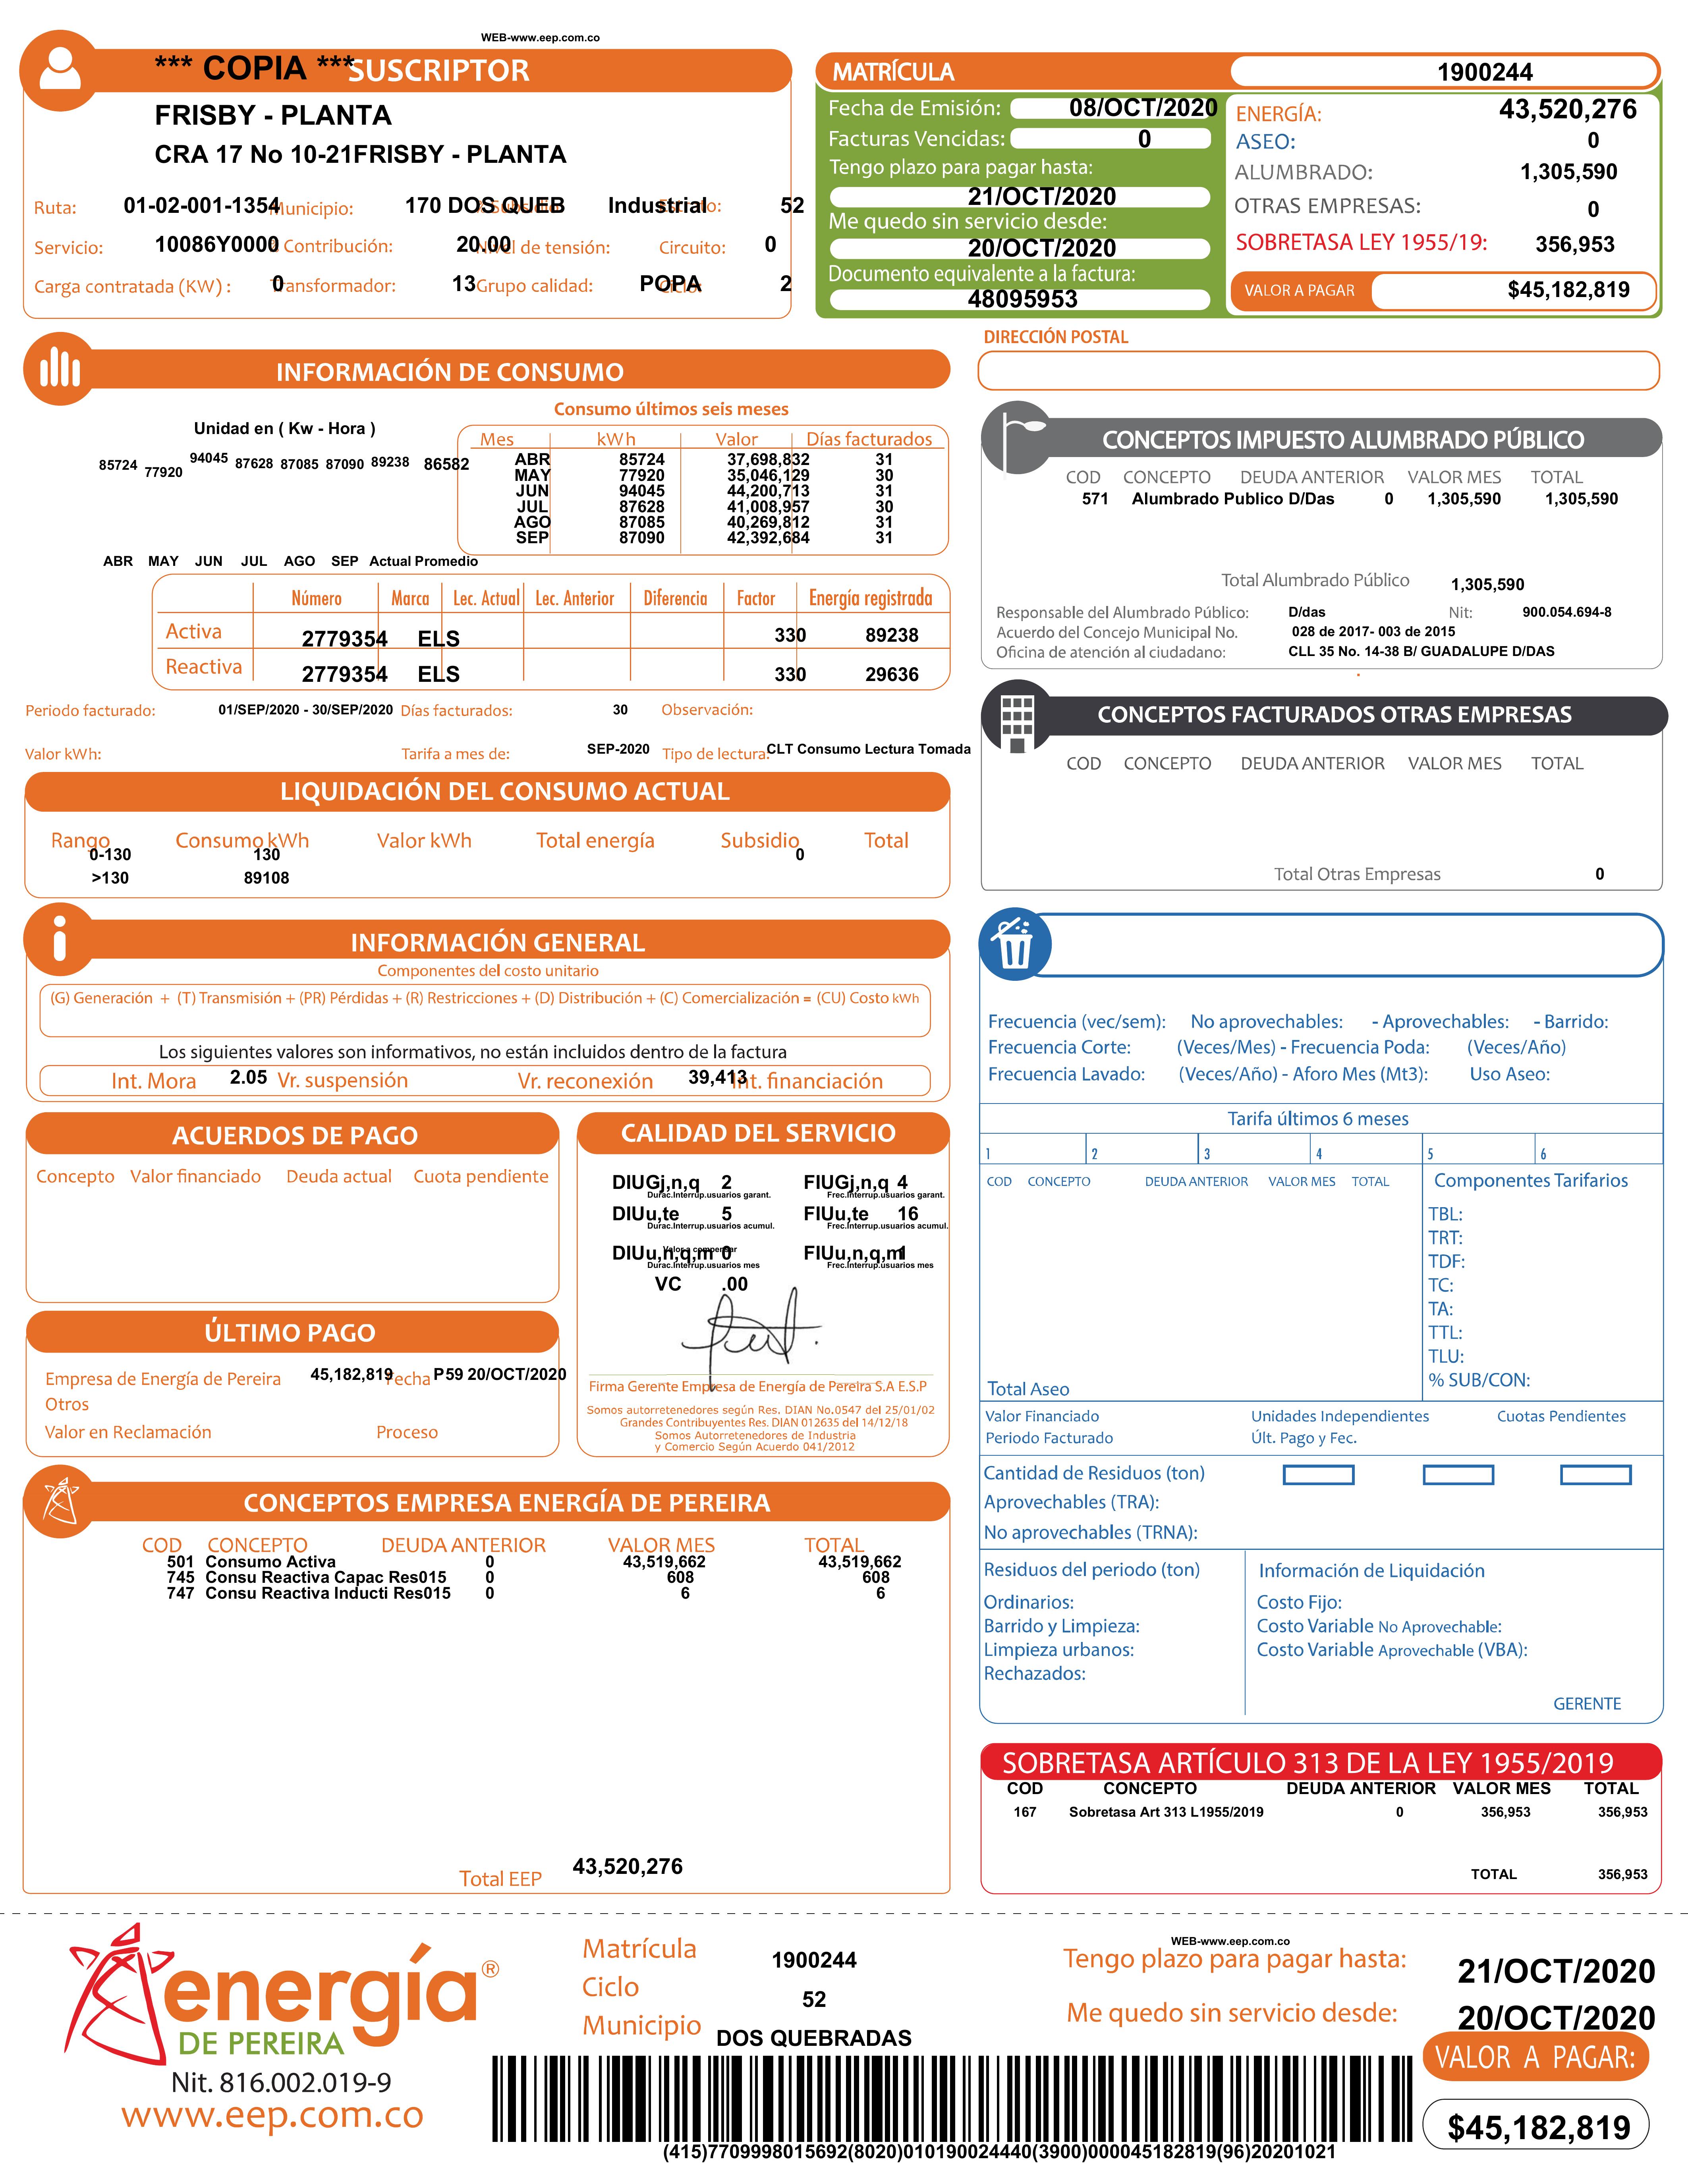 WEB-www.eep.com.co
*** COPIA ***
SUSCRIPTOR
FRISBY - PLANTA
CRA 17 No 10-21FRISBY - PLANTA
Ruta: 01-02-001-1354 Municipio: 170 DOS QUEB Industrial 52
Servicio: 10086Y0000 Contribución: 20.00 Nivel de tensión: Circuito: 0
Carga contratada (KW) : 0 Transformador: 13 Grupo calidad: POPA Ciclo: 2
MATRÍCULA 1900244
Fecha de Emisión: 08/OCT/2020
Facturas Vencidas: 0
Tengo plazo para pagar hasta:
21/OCT/2020
Me quedo sin servicio desde:
20/OCT/2020
Documento equivalente a la factura:
48095953
ENERGÍA: 43,520,276
ASEO: 0
ALUMBRADO: 1,305,590
OTRAS EMPRESAS: 0
SOBRETASA LEY 1955/19: 356,953
VALOR A PAGAR $45,182,819
DIRECCIÓN POSTAL
INFORMACIÓN DE CONSUMO
Consumo últimos seis meses
Unidad en ( Kw - Hora )
85724 77920 94045 87628 87085 87090 89238 86582
ABR MAY JUN JUL AGO SEP Actual Promedio
Mes kWh Valor Días facturados
ABR 85724 37,698,832 31
MAY 77920 35,046,129 30
JUN 94045 44,200,713 31
JUL 87628 41,008,957 30
AGO 87085 40,269,812 31
SEP 87090 42,392,684 31
Número Marca Lec. Actual Lec. Anterior Diferencia Factor Energía registrada
Activa 2779354 ELS 330 89238
Reactiva 2779354 ELS 330 29636
Periodo facturado: 01/SEP/2020 - 30/SEP/2020 Días facturados: 30 Observación:
Valor kWh: Tarifa a mes de: SEP-2020 Tipo de lectura: CLT Consumo Lectura Tomada
LIQUIDACIÓN DEL CONSUMO ACTUAL
Rango Consumo kWh Valor kWh Total energía Subsidio Total
0-130 130 0
>130 89108
INFORMACIÓN GENERAL
Componentes del costo unitario
(G) Generación + (T) Transmisión + (PR) Pérdidas + (R) Restricciones + (D) Distribución + (C) Comercialización = (CU) Costo kWh
Los siguientes valores son informativos, no están incluidos dentro de la factura
Int. Mora 2.05 Vr. suspensión Vr. reconexión 39,413 Int. financiación
ACUERDOS DE PAGO
Concepto Valor financiado Deuda actual Cuota pendiente
ÚLTIMO PAGO
Empresa de Energía de Pereira 45,182,819 Fecha P59 20/OCT/2020
Otros
Valor en Reclamación Proceso
CALIDAD DEL SERVICIO
DIUGj,n,q 2 FIUGj,n,q 4
Durac.Interrup.usuarios garant. Frec.Interrup.usuarios garant.
DIUu,te 5 FIUu,te 16
Durac.Interrup.usuarios acumul. Frec.Interrup.usuarios acumul.
Valor a compensar
DIUu,n,q,m 0 FIUu,n,q,m 1
Durac.Interrup.usuarios mes Frec.Interrup.usuarios mes
VC .00
Firma Gerente Empresa de Energía de Pereira S.A E.S.P
Somos autorretenedores según Res. DIAN No.0547 del 25/01/02
Grandes Contribuyentes Res. DIAN 012635 del 14/12/18
Somos Autorretenedores de Industria
y Comercio Según Acuerdo 041/2012
CONCEPTOS EMPRESA ENERGÍA DE PEREIRA
COD CONCEPTO DEUDA ANTERIOR VALOR MES TOTAL
501 Consumo Activa 0 43,519,662 43,519,662
745 Consu Reactiva Capac Res015 0 608 608
747 Consu Reactiva Inducti Res015 0 6 6
Total EEP 43,520,276
CONCEPTOS IMPUESTO ALUMBRADO PÚBLICO
COD CONCEPTO DEUDA ANTERIOR VALOR MES TOTAL
571 Alumbrado Publico D/Das 0 1,305,590 1,305,590
Total Alumbrado Público 1,305,590
Responsable del Alumbrado Público: D/das Nit: 900.054.694-8
Acuerdo del Concejo Municipal No. 028 de 2017- 003 de 2015
Oficina de atención al ciudadano: CLL 35 No. 14-38 B/ GUADALUPE D/DAS
CONCEPTOS FACTURADOS OTRAS EMPRESAS
COD CONCEPTO DEUDA ANTERIOR VALOR MES TOTAL
Total Otras Empresas 0
Frecuencia (vec/sem): No aprovechables: - Aprovechables: - Barrido:
Frecuencia Corte: (Veces/Mes) - Frecuencia Poda: (Veces/Año)
Frecuencia Lavado: (Veces/Año) - Aforo Mes (Mt3): Uso Aseo:
Tarifa últimos 6 meses
1 2 3 4 5 6
COD CONCEPTO DEUDA ANTERIOR VALOR MES TOTAL Componentes Tarifarios
TBL:
TRT:
TDF:
TC:
TA:
TTL:
TLU:
% SUB/CON:
Total Aseo
Valor Financiado Unidades Independientes Cuotas Pendientes
Periodo Facturado Últ. Pago y Fec.
Cantidad de Residuos (ton)
Aprovechables (TRA):
No aprovechables (TRNA):
Residuos del periodo (ton) Información de Liquidación
Ordinarios: Costo Fijo:
Barrido y Limpieza: Costo Variable No Aprovechable:
Limpieza urbanos: Costo Variable Aprovechable (VBA):
Rechazados:
GERENTE
SOBRETASA ARTÍCULO 313 DE LA LEY 1955/2019
COD CONCEPTO DEUDA ANTERIOR VALOR MES TOTAL
167 Sobretasa Art 313 L1955/2019 0 356,953 356,953
TOTAL 356,953
energía®
DE PEREIRA
Nit. 816.002.019-9
www.eep.com.co
Matrícula 1900244
Ciclo 52
Municipio DOS QUEBRADAS
WEB-www.eep.com.co
Tengo plazo para pagar hasta: 21/OCT/2020
Me quedo sin servicio desde: 20/OCT/2020
VALOR A PAGAR:
$45,182,819
(415)7709998015692(8020)010190024440(3900)000045182819(96)20201021